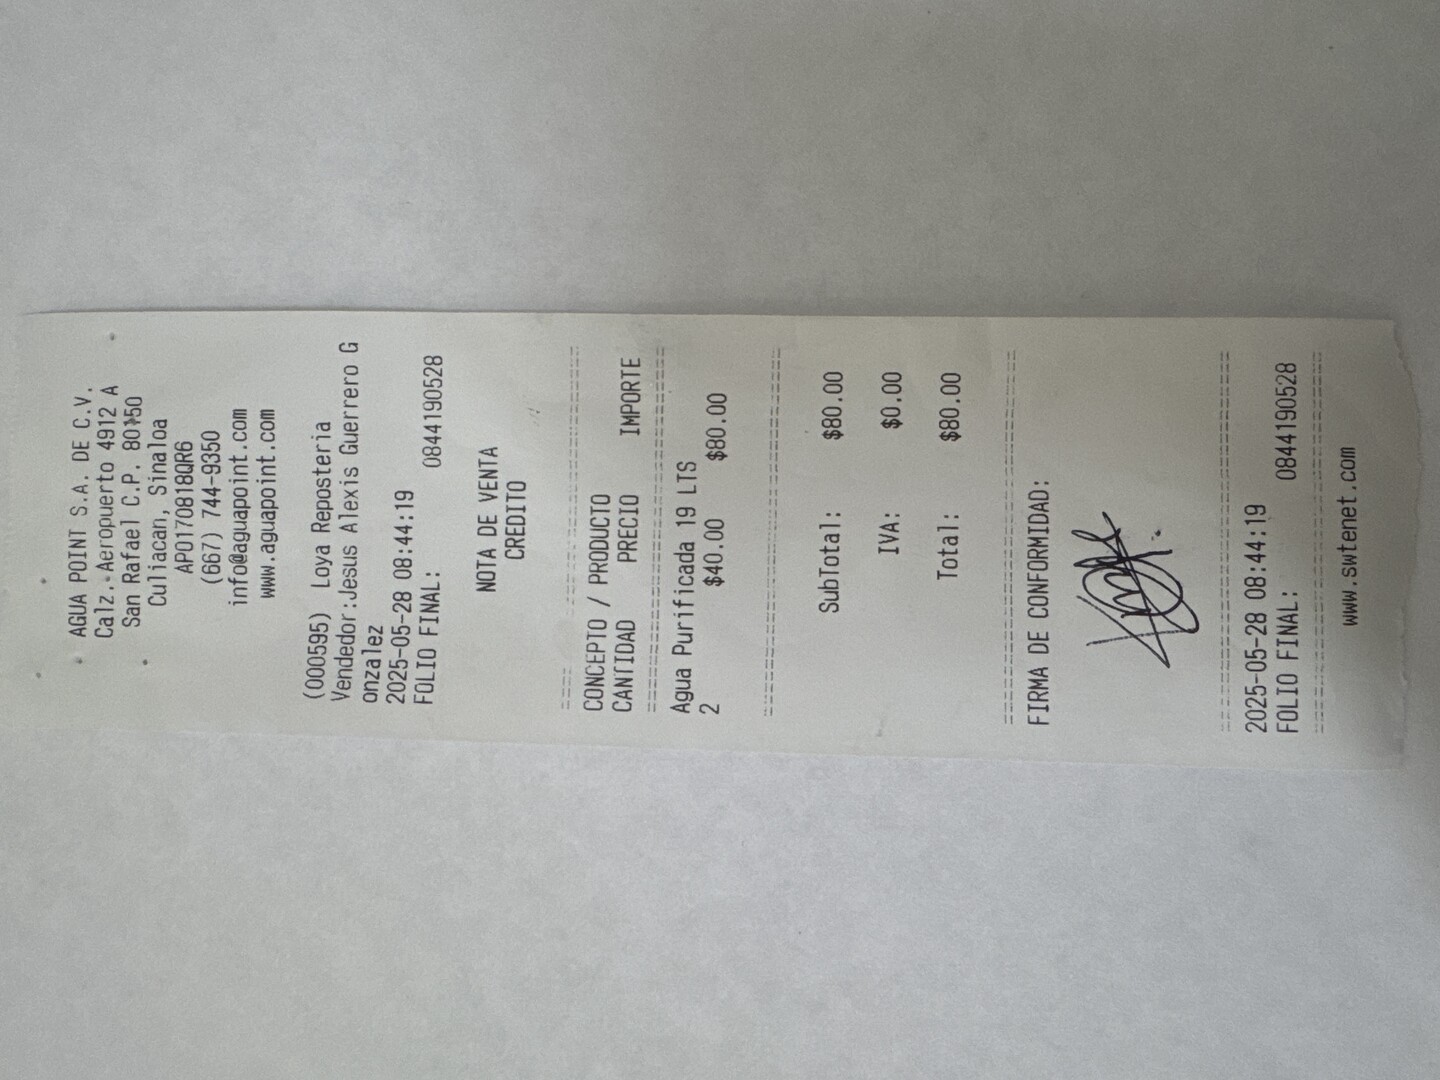 AGUA POINT S.A. DE C.V.
Calz. Aeropuerto 4912 A
San Rafael C.P. 80150
Culiacan, Sinaloa
APO170818QR6
(667) 744-9350
info@aguapoint.com
www.aguapoint.com
(000595) Loya Reposteria
Vendedor:Jesus Alexis Guerrero G
onzalez
2025-05-28 08:44:19
FOLIO FINAL: 0844190528
NOTA DE VENTA
CREDITO
CONCEPTO / PRODUCTO
CANTIDAD PRECIO IMPORTE
Agua Purificada 19 LTS
2 $40.00 $80.00
SubTotal: $80.00
IVA: $0.00
Total: $80.00
FIRMA DE CONFORMIDAD:
2025-05-28 08:44:19
FOLIO FINAL: 0844190528
www.swtenet.com